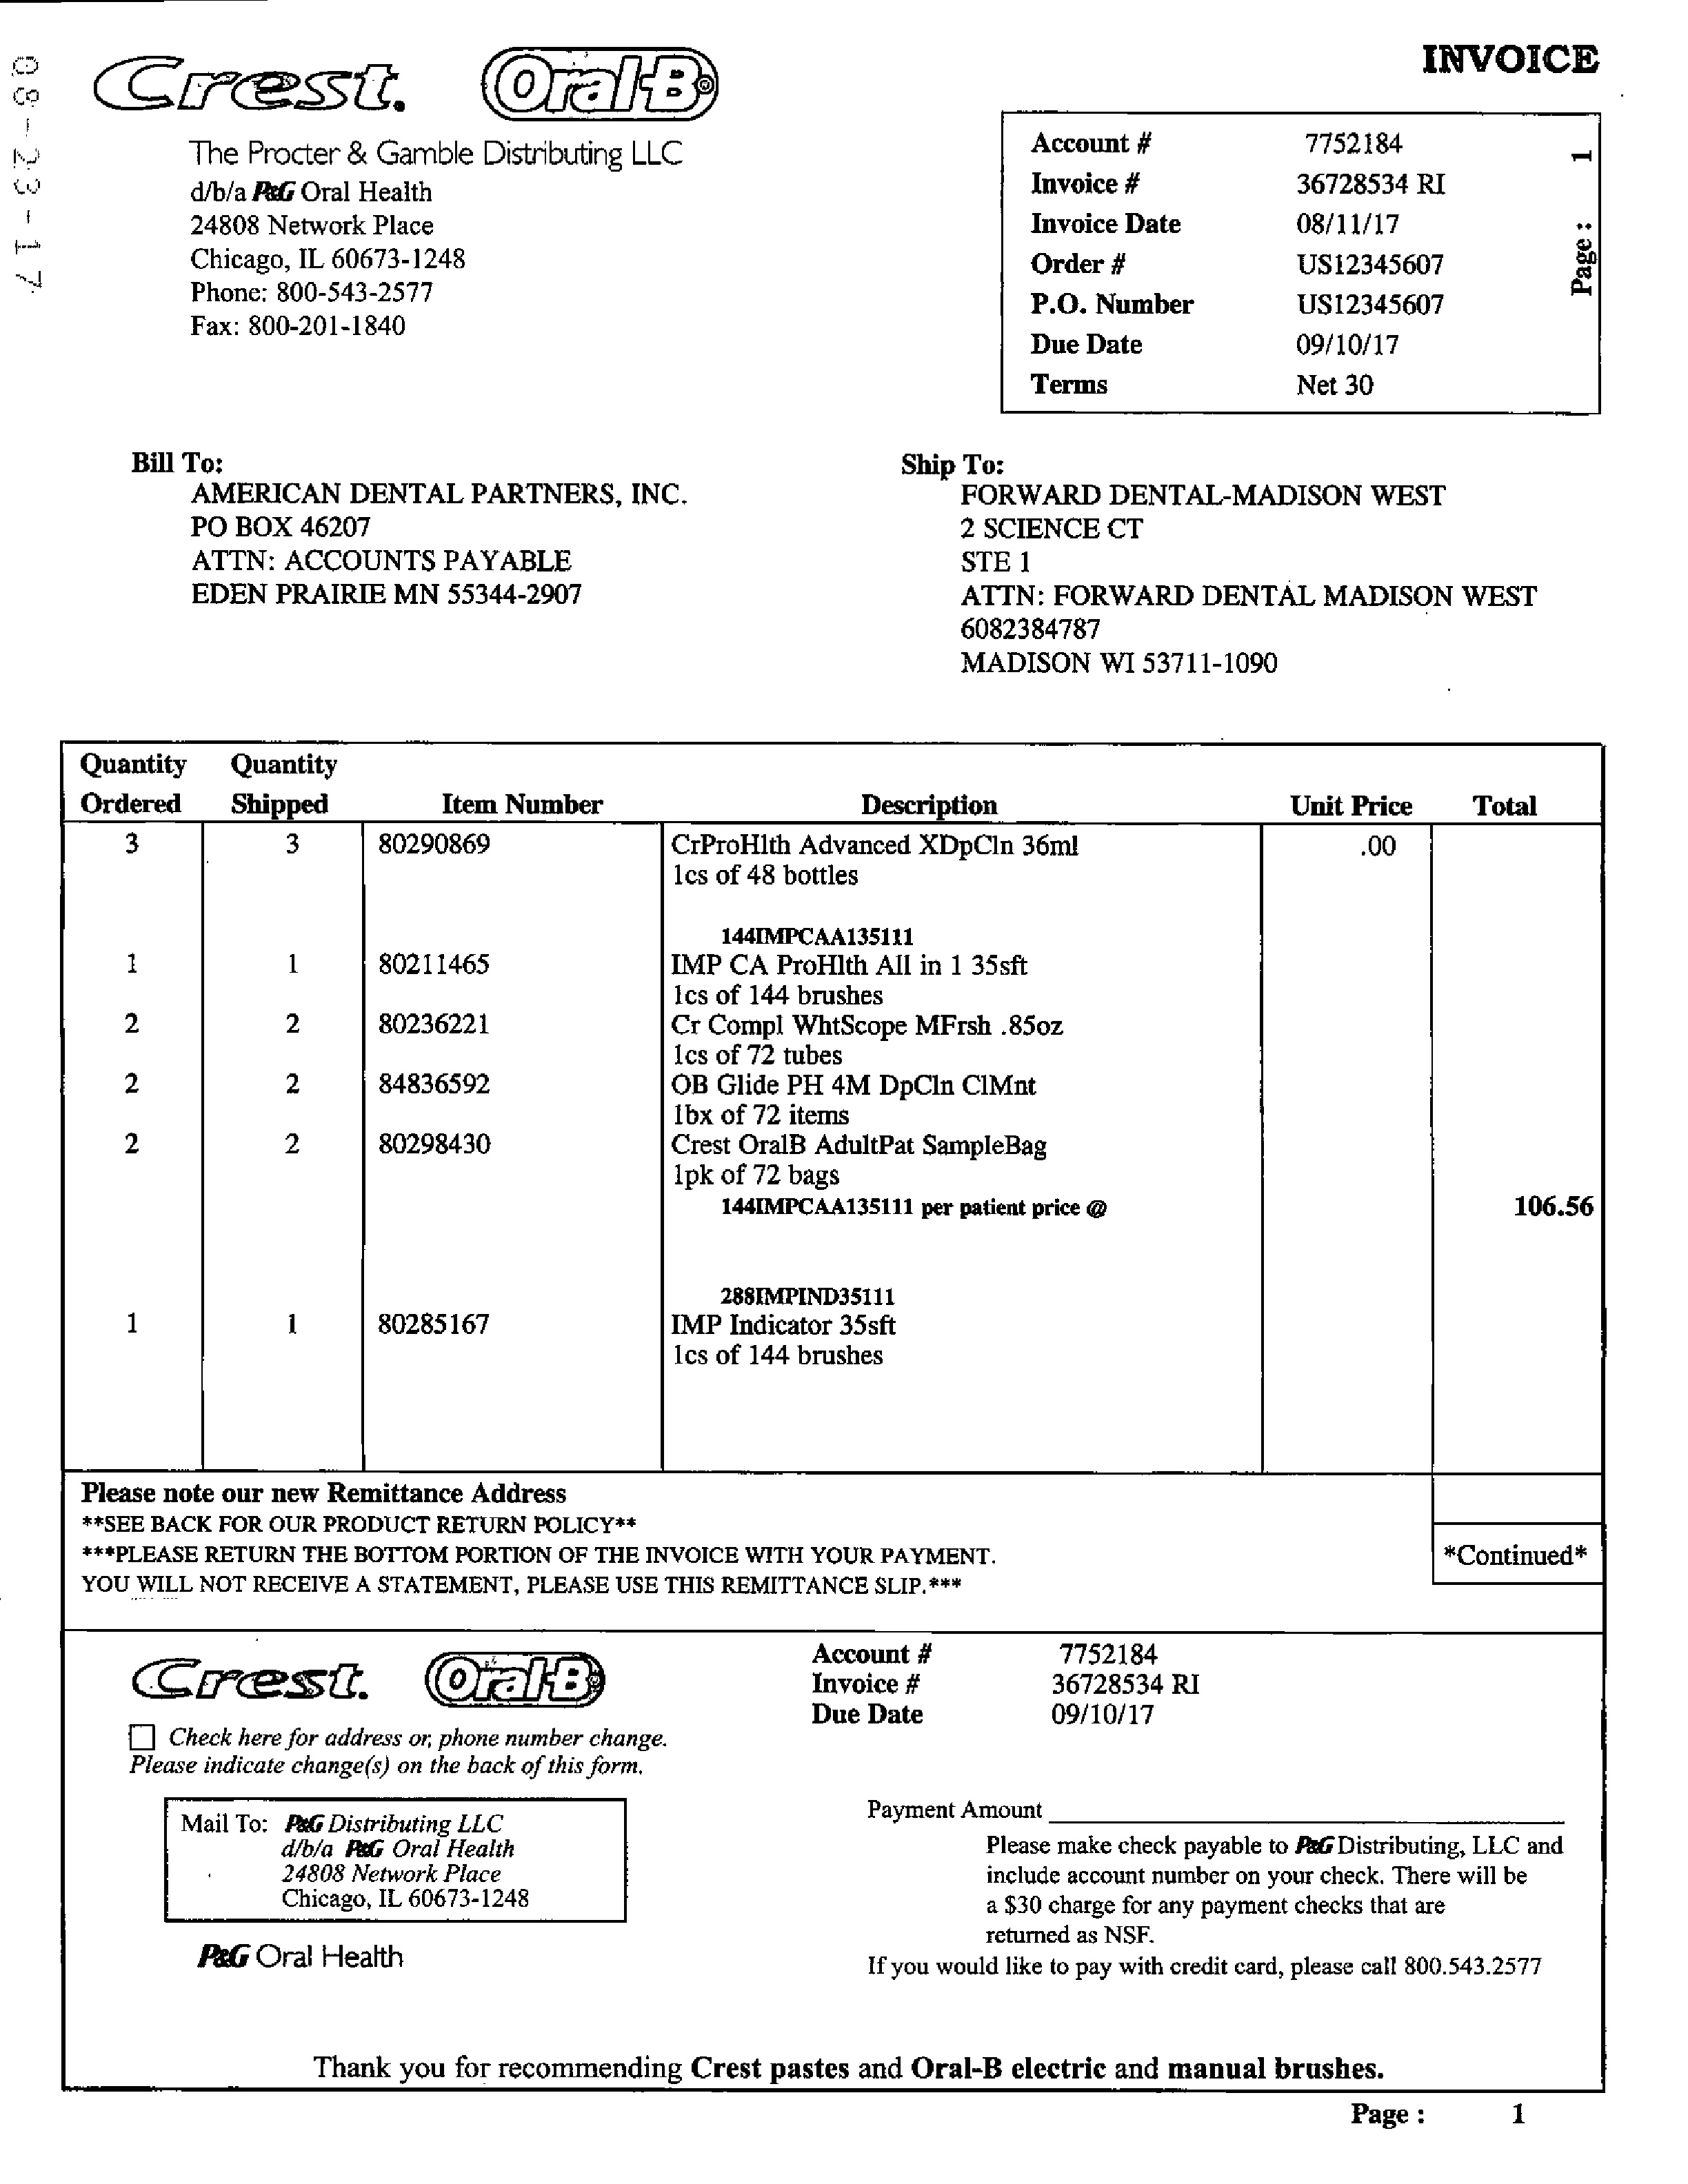 08-23-17
Crest. Oral-B®
INVOICE
The Procter & Gamble Distributing LLC
d/b/a P&G Oral Health
24808 Network Place
Chicago, IL 60673-1248
Phone: 800-543-2577
Fax: 800-201-1840
Account # 7752184
Invoice # 36728534 RI
Invoice Date 08/11/17
Order # US12345607
P.O. Number US12345607
Due Date 09/10/17
Terms Net 30
Page : 1
Bill To:
AMERICAN DENTAL PARTNERS, INC.
PO BOX 46207
ATTN: ACCOUNTS PAYABLE
EDEN PRAIRIE MN 55344-2907
Ship To:
FORWARD DENTAL-MADISON WEST
2 SCIENCE CT
STE 1
ATTN: FORWARD DENTAL MADISON WEST
6082384787
MADISON WI 53711-1090
Quantity Quantity
Ordered Shipped Item Number Description Unit Price Total
3 3 80290869 CrProHlth Advanced XDpCln 36ml .00
1cs of 48 bottles
144IMPCAA135111
1 1 80211465 IMP CA ProHlth All in 1 35sft
1cs of 144 brushes
2 2 80236221 Cr Compl WhtScope MFrsh .85oz
1cs of 72 tubes
2 2 84836592 OB Glide PH 4M DpCln ClMnt
1bx of 72 items
2 2 80298430 Crest OralB AdultPat SampleBag
1pk of 72 bags
144IMPCAA135111 per patient price @ 106.56
288IMPIND35111
1 1 80285167 IMP Indicator 35sft
1cs of 144 brushes
Please note our new Remittance Address
**SEE BACK FOR OUR PRODUCT RETURN POLICY**
***PLEASE RETURN THE BOTTOM PORTION OF THE INVOICE WITH YOUR PAYMENT.
YOU WILL NOT RECEIVE A STATEMENT, PLEASE USE THIS REMITTANCE SLIP.***
*Continued*
Crest. Oral-B®
Account # 7752184
Invoice # 36728534 RI
Due Date 09/10/17
Check here for address or, phone number change.
Please indicate change(s) on the back of this form.
Mail To: P&G Distributing LLC
d/b/a P&G Oral Health
24808 Network Place
Chicago, IL 60673-1248
P&G Oral Health
Payment Amount
Please make check payable to P&G Distributing, LLC and
include account number on your check. There will be
a $30 charge for any payment checks that are
returned as NSF.
If you would like to pay with credit card, please call 800.543.2577
Thank you for recommending Crest pastes and Oral-B electric and manual brushes.
Page : 1